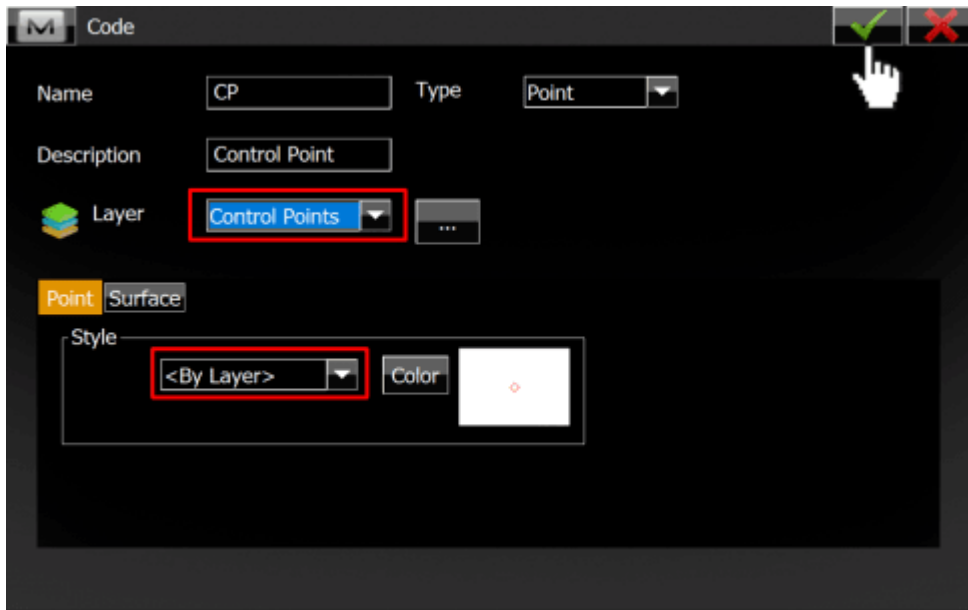 Code
Name CP Type Point
Description Control Point
Layer Control Points ...
Point Surface
Style
<By Layer> Color